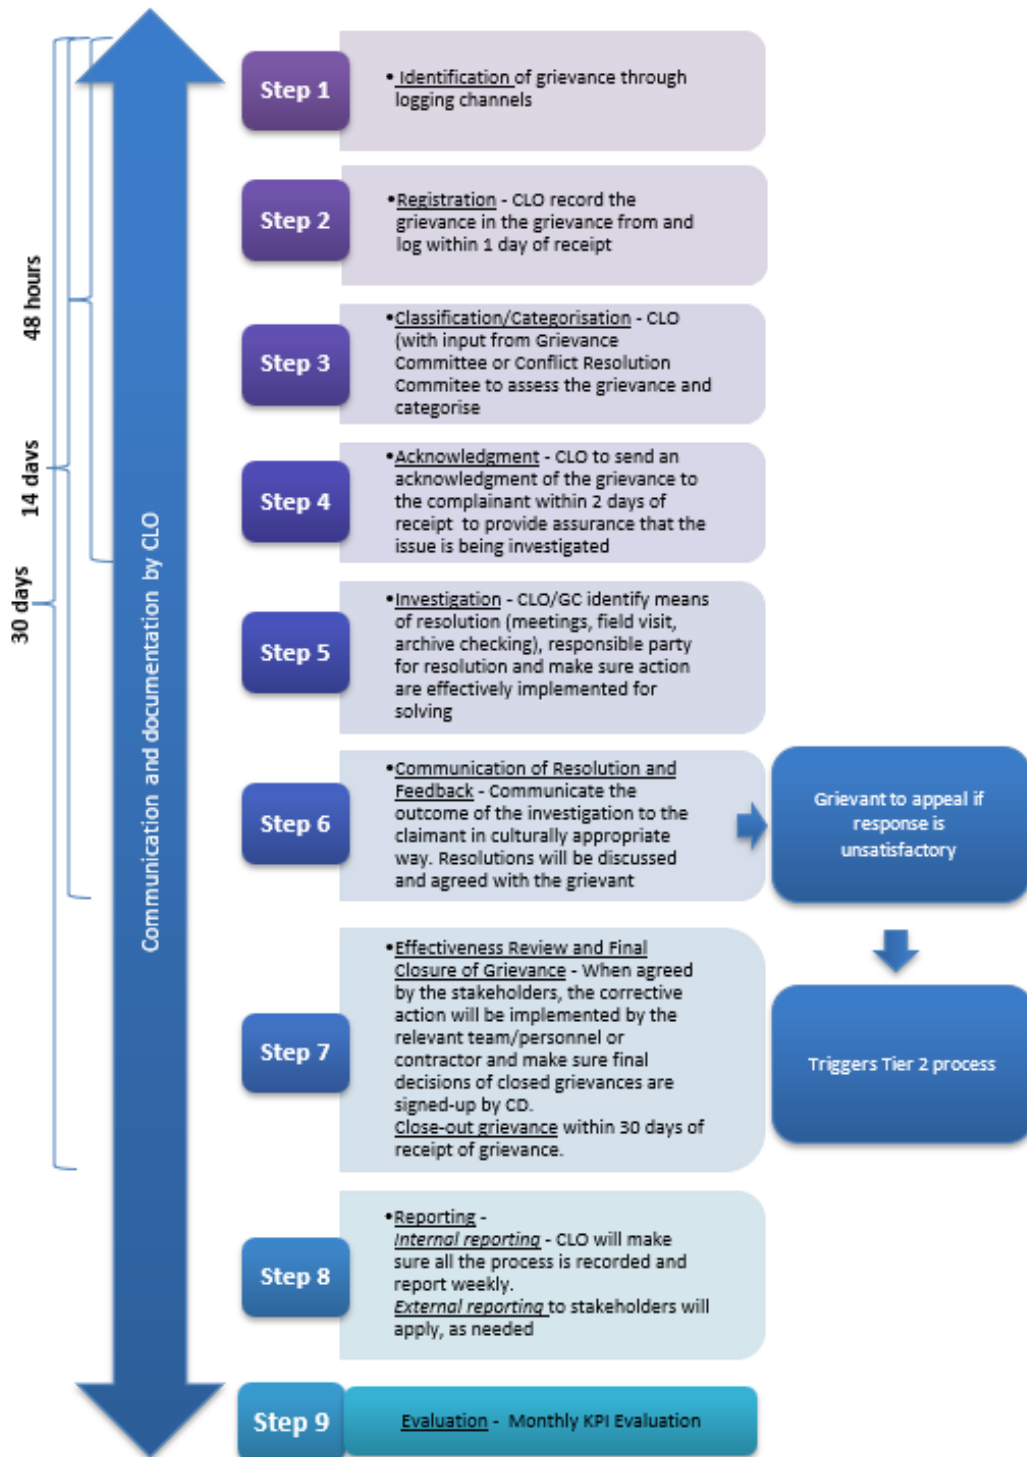 Step 1
• Identification of grievance through
logging channels
Step 2
•Registration - CLO record the
grievance in the grievance from and
log within 1 day of receipt
Step 3
•Classification/Categorisation - CLO
(with input from Grievance
Committee or Conflict Resolution
Commitee to assess the grievance and
categorise
Step 4
•Acknowledgment - CLO to send an
acknowledgment of the grievance to
the complainant within 2 days of
receipt to provide assurance that the
issue is being investigated
Step 5
•Investigation - CLO/GC identify means
of resolution (meetings, field visit,
archive checking), responsible party
for resolution and make sure action
are effectively implemented for
solving
Step 6
•Communication of Resolution and
Feedback - Communicate the
outcome of the investigation to the
claimant in culturally appropriate
way. Resolutions will be discussed
and agreed with the grievant
Grievant to appeal if
response is
unsatisfactory
Step 7
•Effectiveness Review and Final
Closure of Grievance - When agreed
by the stakeholders, the corrective
action will be implemented by the
relevant team/personnel or
contractor and make sure final
decisions of closed grievances are
signed-up by CD.
Close-out grievance within 30 days of
receipt of grievance.
Triggers Tier 2 process
Step 8
•Reporting -
Internal reporting - CLO will make
sure all the process is recorded and
report weekly.
External reporting to stakeholders will
apply, as needed
Step 9
Evaluation - Monthly KPI Evaluation
48 hours
14 days
30 days
Communication and documentation by CLO